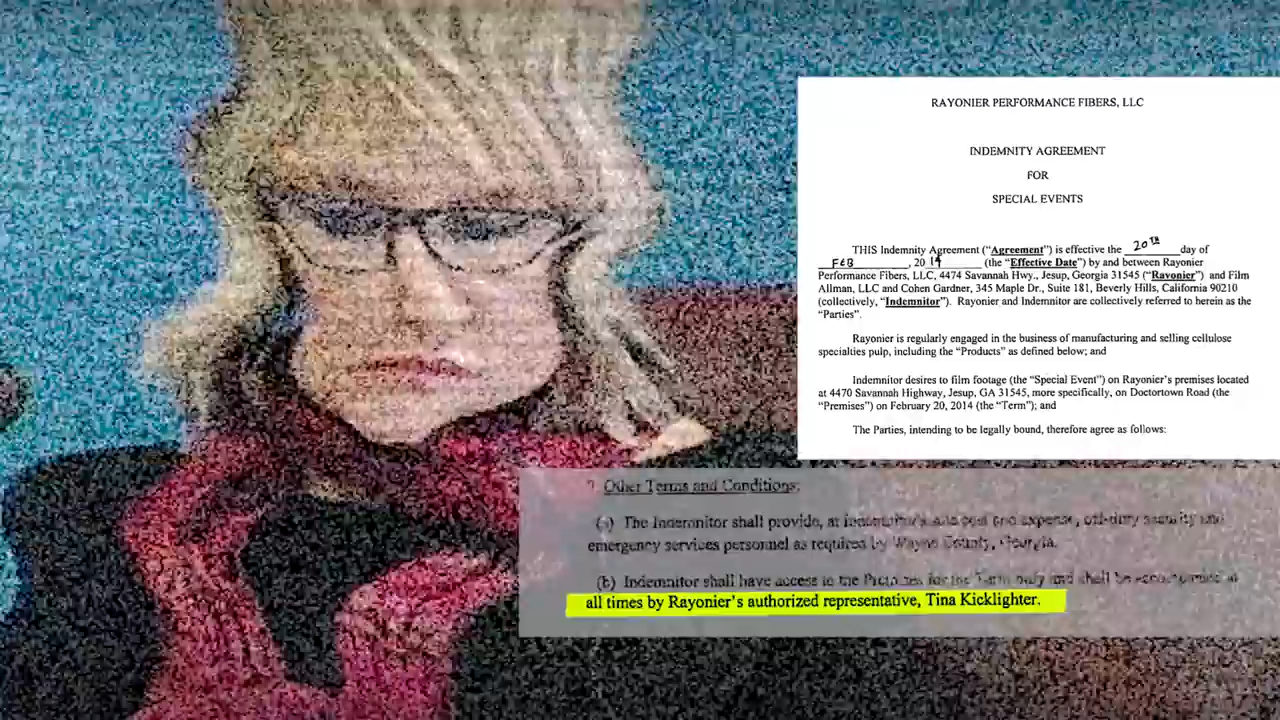 RAYONIER PERFORMANCE FIBERS, LLC
INDEMNITY AGREEMENT
FOR
SPECIAL EVENTS
THIS Indemnity Agreement ("Agreement") is effective the 20TH day of
FEB, 2014 (the "Effective Date") by and between Rayonier
Performance Fibers, LLC, 4474 Savannah Hwy., Jesup, Georgia 31545 ("Rayonier") and Film
Allman, LLC and Cohen Gardner, 345 Maple Dr., Suite 181, Beverly Hills, California 90210
(collectively, "Indemnitor"). Rayonier and Indemnitor are collectively referred to herein as the
"Parties".
Rayonier is regularly engaged in the business of manufacturing and selling cellulose
specialties pulp, including the "Products" as defined below; and
Indemnitor desires to film footage (the "Special Event") on Rayonier's premises located
at 4470 Savannah Highway, Jesup, GA 31545, more specifically, on Doctortown Road (the
"Premises") on February 20, 2014 (the "Term"); and
The Parties, intending to be legally bound, therefore agree as follows:
Other Terms and Conditions:
The Indemnitor shall provide, at and expense, off-duty security and
emergency services personnel as required by Wayne County, Georgia.
(b) Indemnitor shall have access to the for the Term only and shall be
all times by Rayonier's authorized representative, Tina Kicklighter.